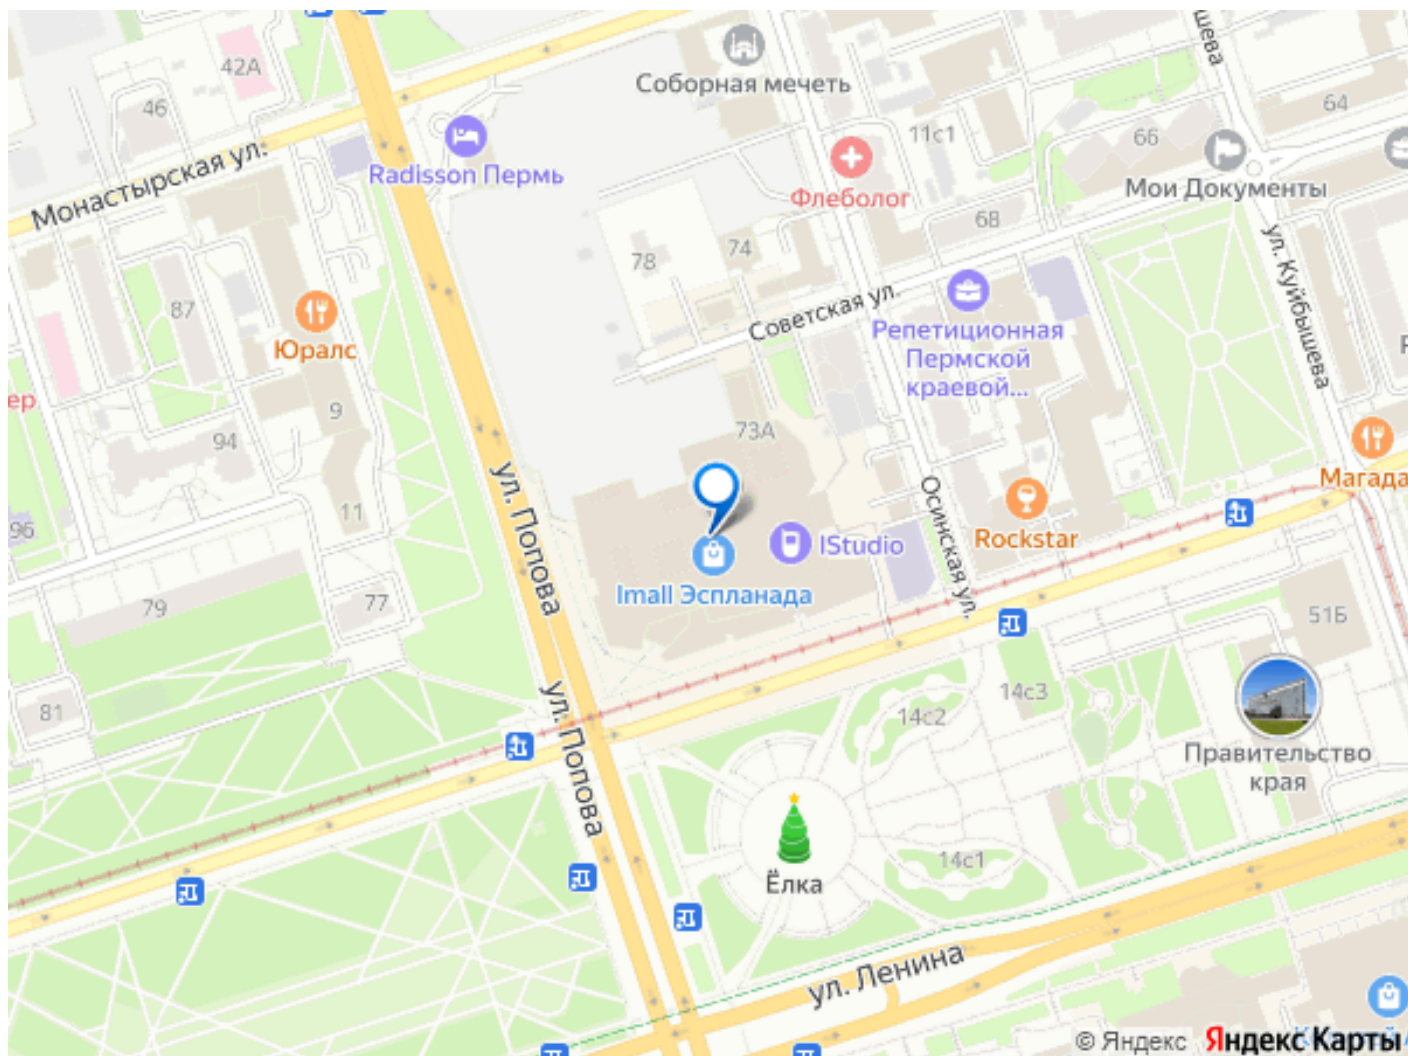 шева
42А
46
Соборная мечеть
64
11с1
66
Radisson Пермь
Монастырская ул.
Флеболог
Мои Документы
68
74
78
ул. Куйбышева
87
Советская ул.
Репетиционная
Пермской
краевой...
Юралс
ер
9
94
73А
Магада
ул. Попова
Осинская ул.
11
96
Rockstar
IStudio
Imall Эспланада
79
77
51Б
14с3
81
14с2
ул. Попова
Правительство
края
14с1
Ёлка
ул. Ленина
© Яндекс
Яндекс Карты